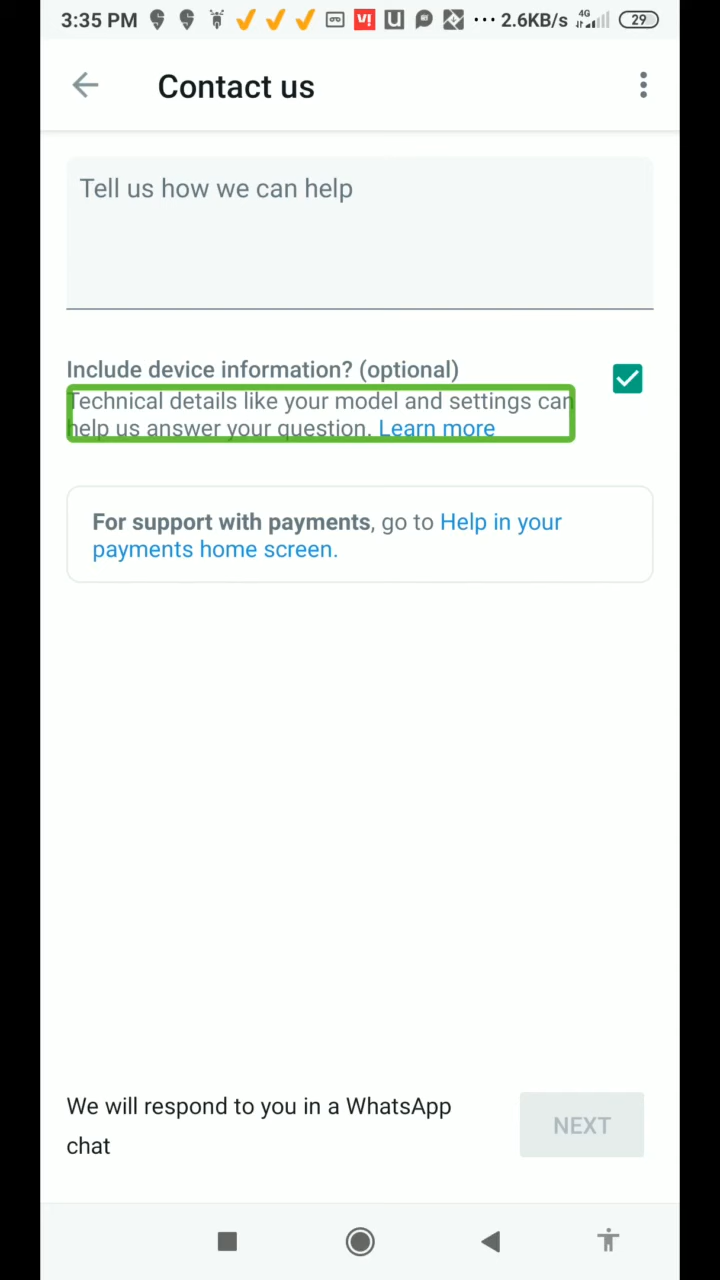 3:35 PM 2.6KB/s 4G 29
Contact us
Tell us how we can help
Include device information? (optional)
Technical details like your model and settings can
help us answer your question. Learn more
For support with payments, go to Help in your
payments home screen.
We will respond to you in a WhatsApp
chat
NEXT